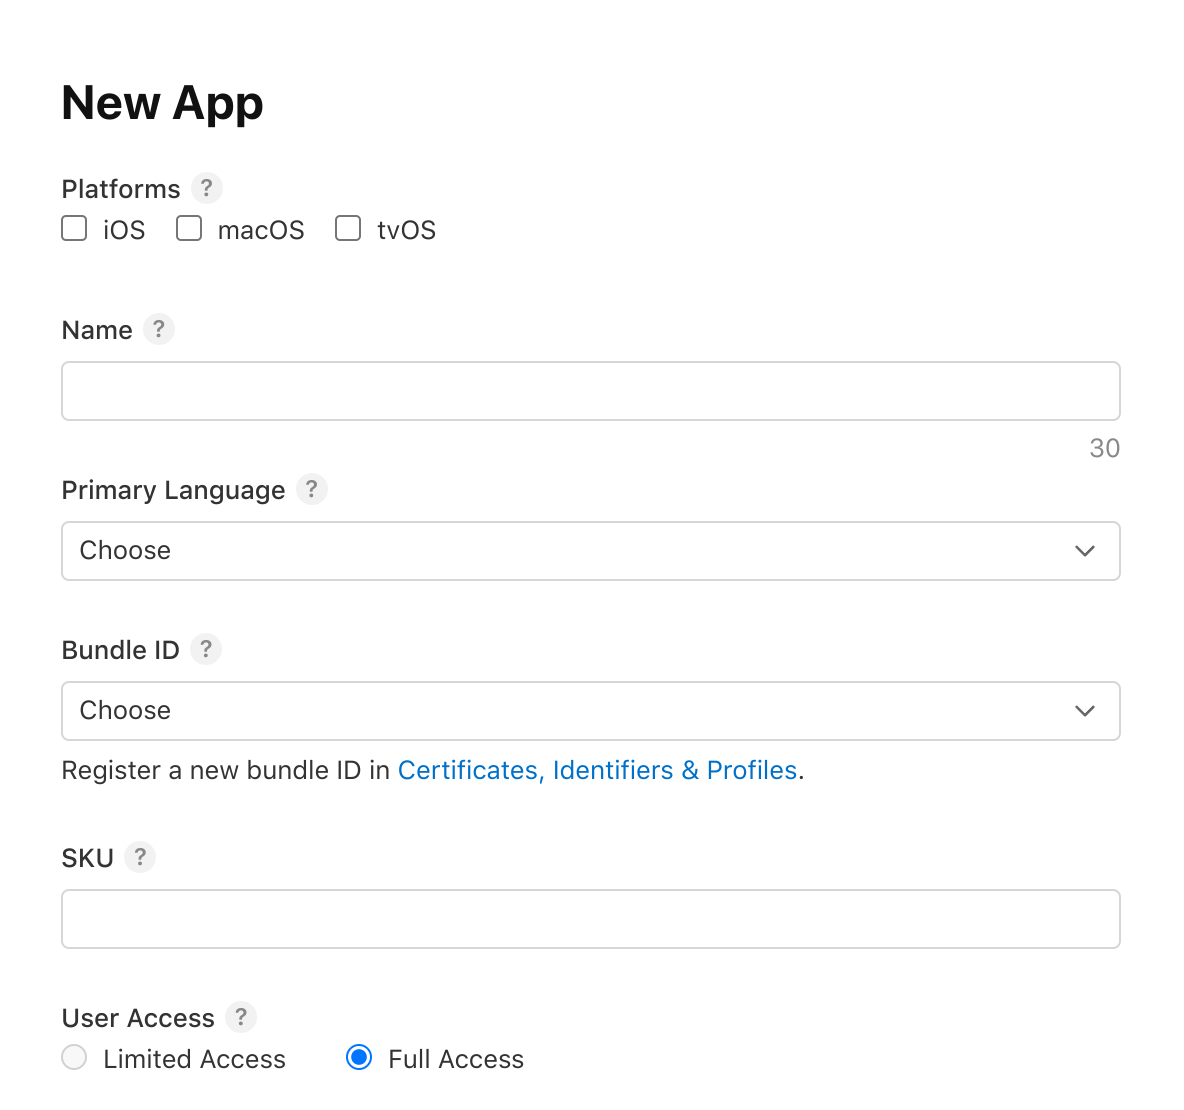 New App
Platforms ?
iOS macOS tvOS
Name ?
30
Primary Language ?
Choose
Bundle ID ?
Choose
Register a new bundle ID in Certificates, Identifiers & Profiles.
SKU ?
User Access ?
Limited Access Full Access